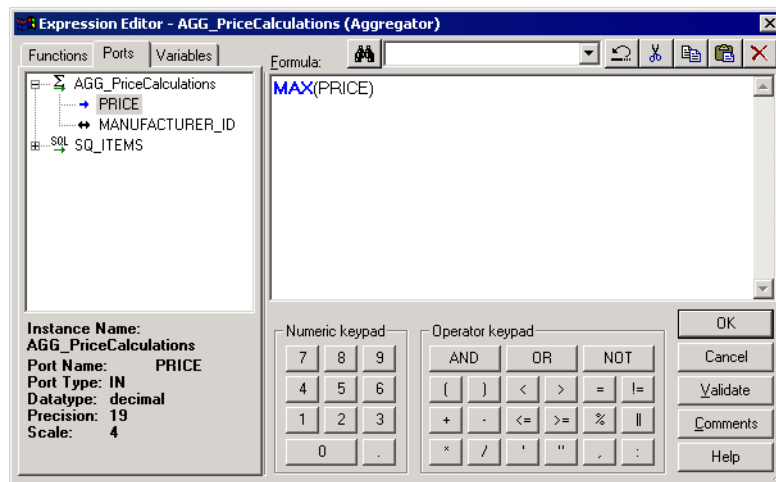 Expression Editor - AGG_PriceCalculations (Aggregator)
Functions Ports Variables
Formula:
AGG_PriceCalculations
PRICE
MANUFACTURER_ID
SQL SQ_ITEMS
MAX(PRICE)
Instance Name:
AGG_PriceCalculations
Port Name: PRICE
Port Type: IN
Datatype: decimal
Precision: 19
Scale: 4
Numeric keypad
7 8 9
4 5 6
1 2 3
0 .
Operator keypad
AND OR NOT
( ) < > = !=
+ - <= >= % ||
* / ' " , :
OK
Cancel
Validate
Comments
Help